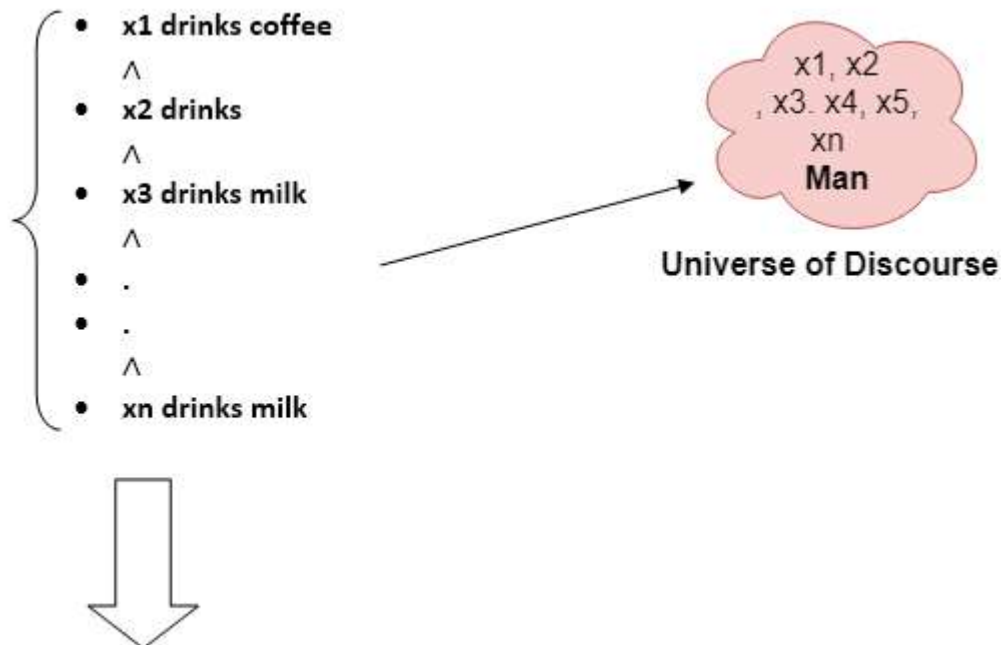 • x1 drinks coffee
∧
• x2 drinks
∧
• x3 drinks milk
∧
• .
• .
∧
• xn drinks milk
x1, x2
, x3. x4, x5,
xn
Man
Universe of Discourse